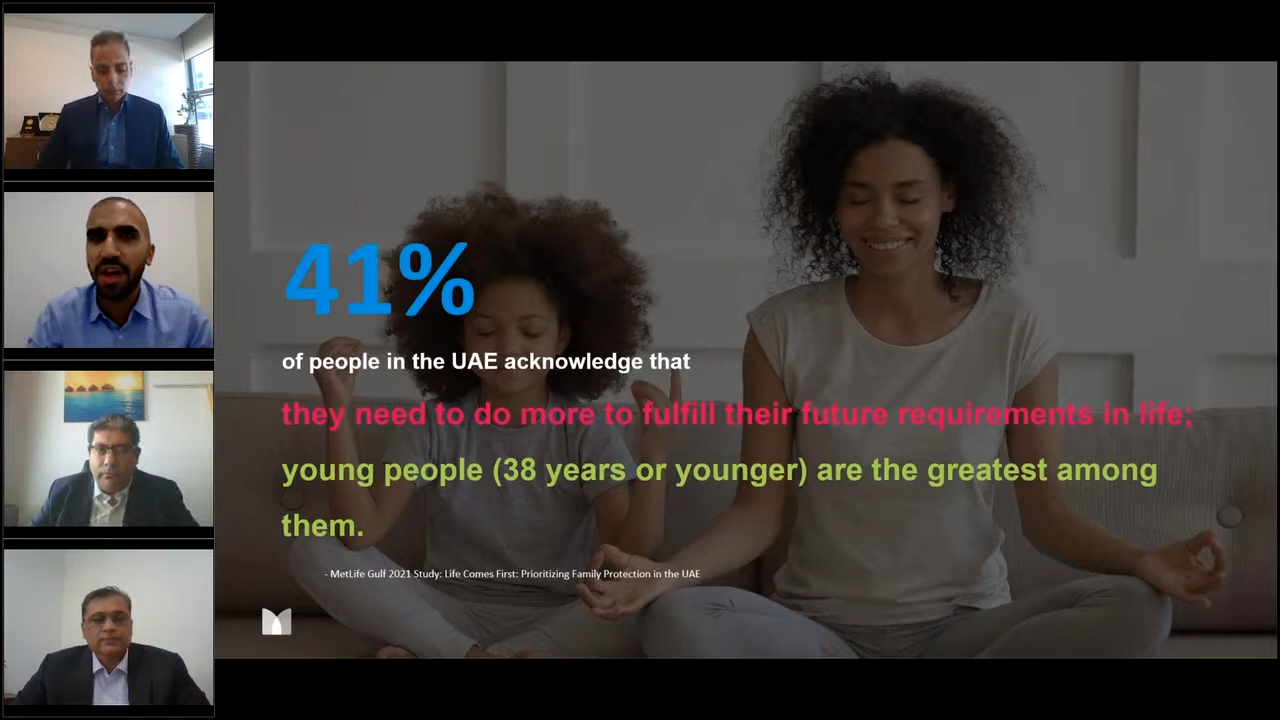 41%
of people in the UAE acknowledge that
they need to do more to fulfill their future requirements in life;
young people (38 years or younger) are the greatest among
them.
- MetLife Gulf 2021 Study: Life Comes First: Prioritizing Family Protection in the UAE